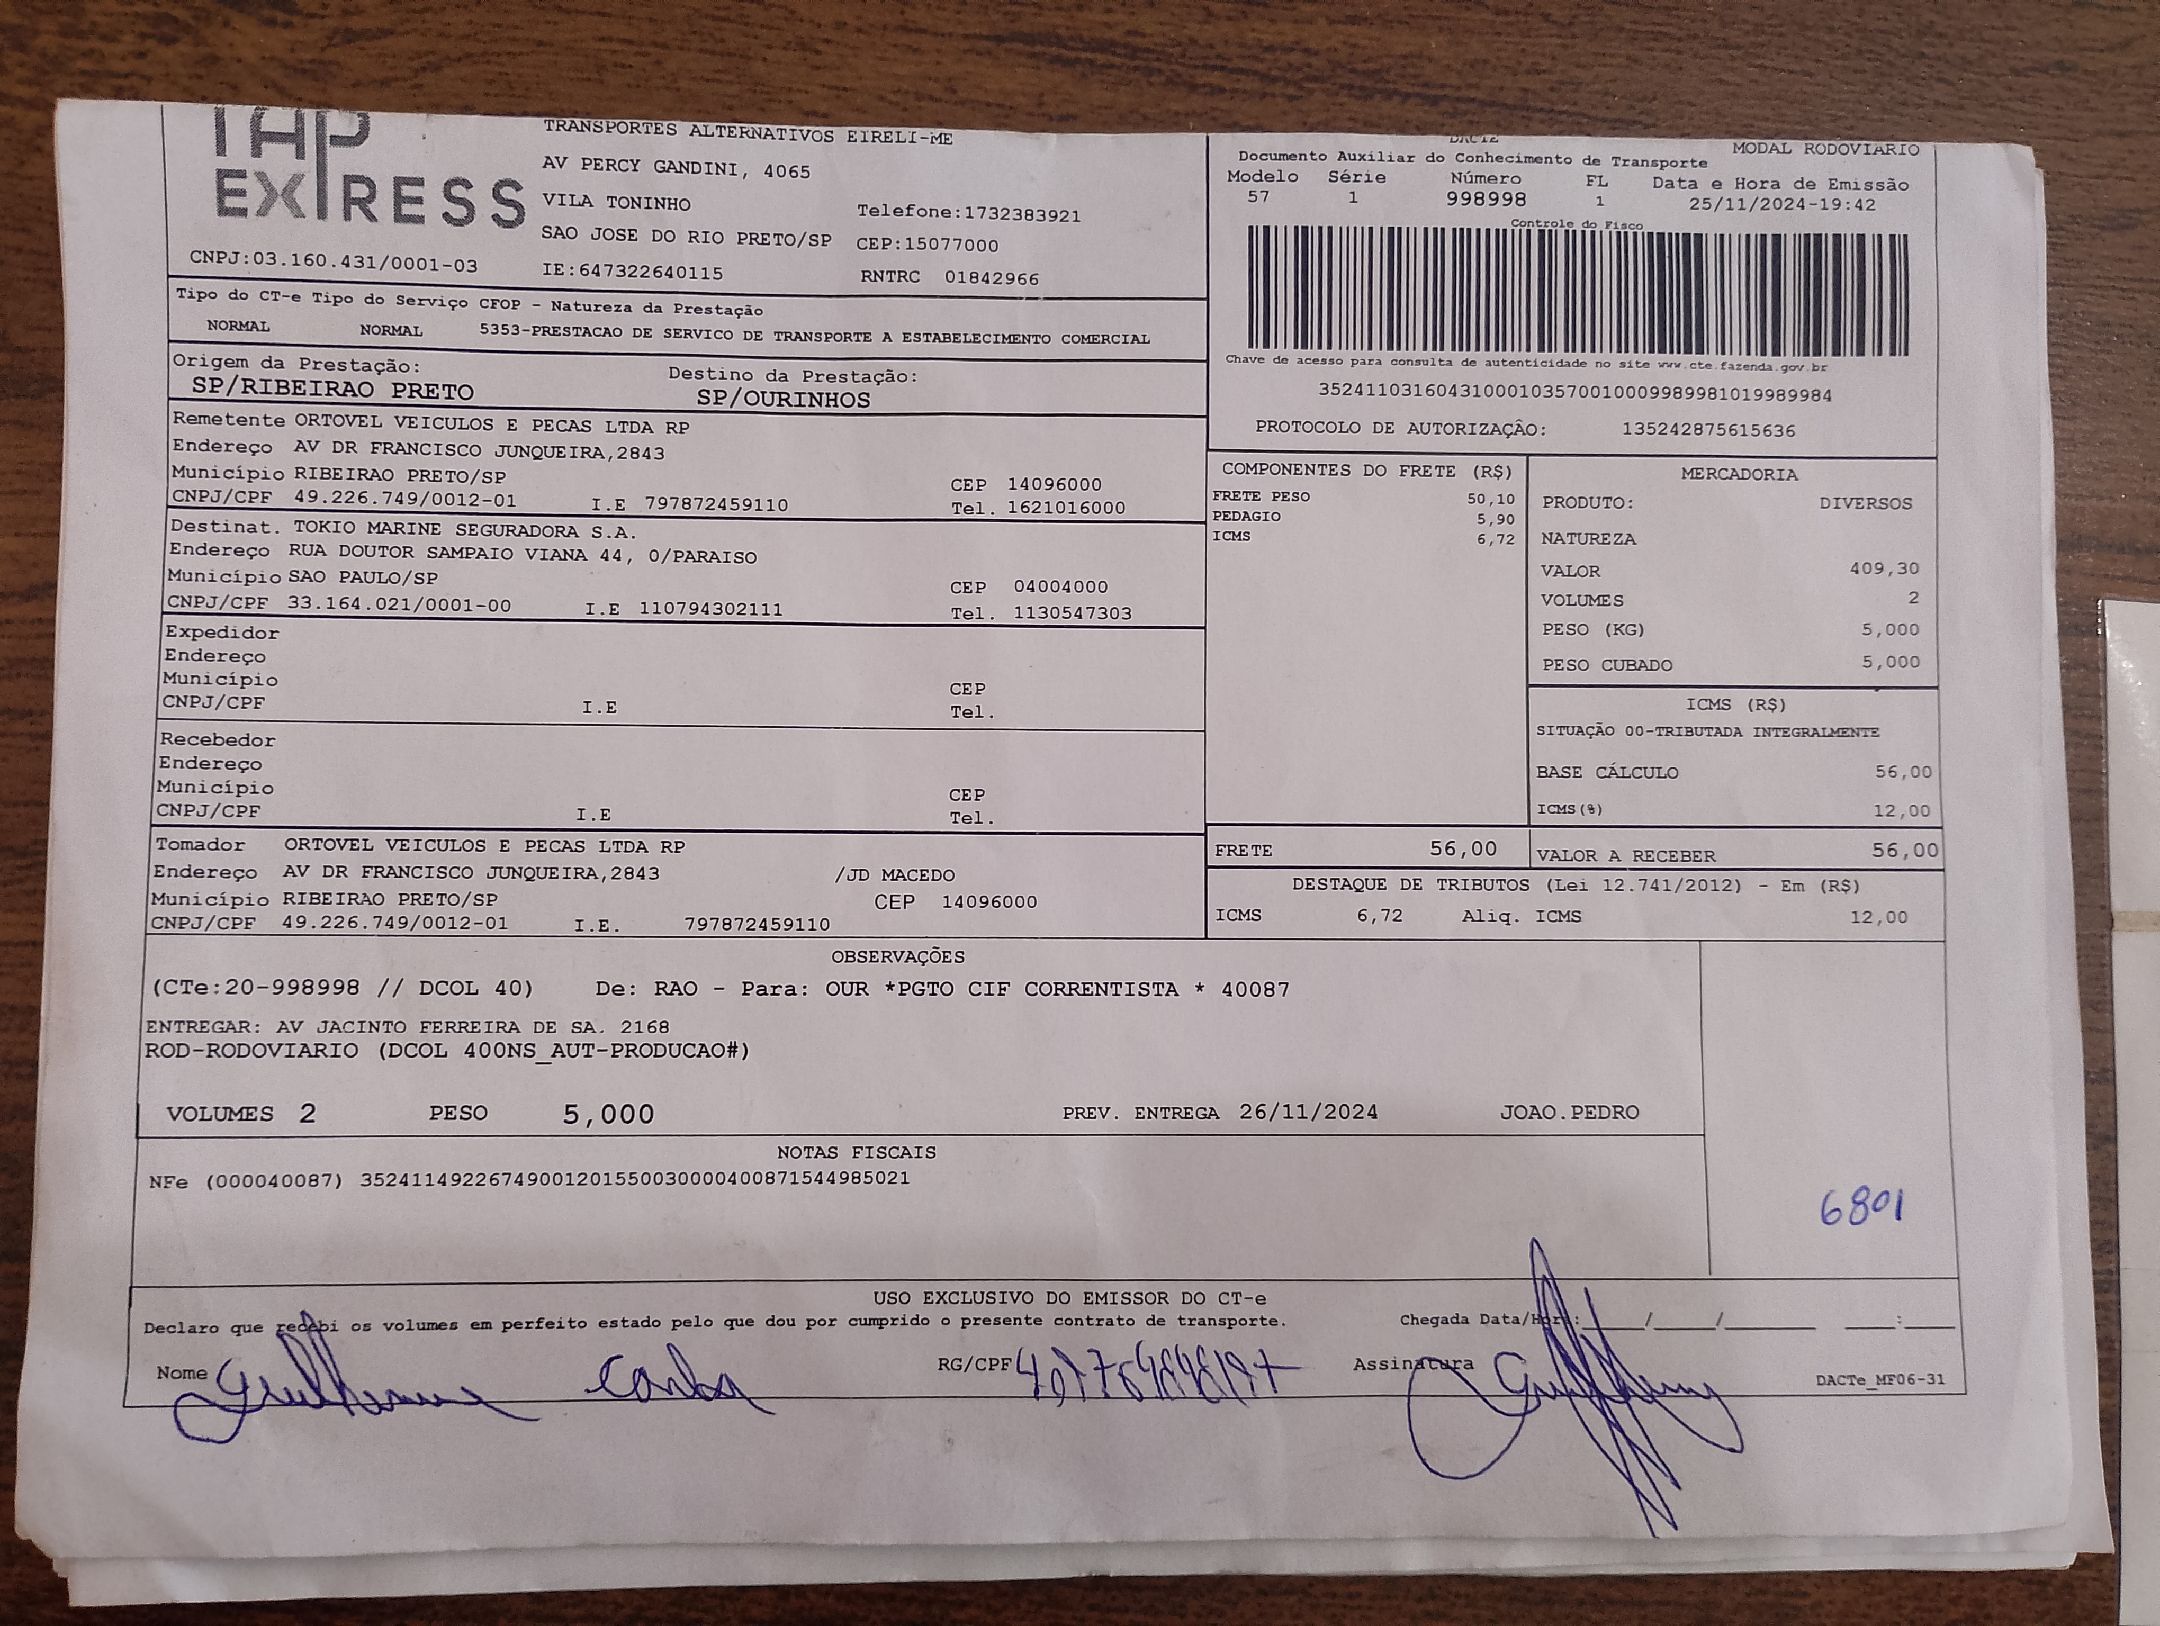 TAP
EXPRESS
CNPJ:03.160.431/0001-03
TRANSPORTES ALTERNATIVOS EIRELI-ME
AV PERCY GANDINI, 4065
VILA TONINHO Telefone:1732383921
SAO JOSE DO RIO PRETO/SP CEP:15077000
IE:647322640115 RNTRC 01842966
DACTE MODAL RODOVIARIO
Documento Auxiliar do Conhecimento de Transporte
Modelo Série Número FL Data e Hora de Emissão
57 1 998998 1 25/11/2024-19:42
Controle do Fisco
Chave de acesso para consulta de autenticidade no site www.cte.fazenda.gov.br
35241103160431000103570010009989981019989984
PROTOCOLO DE AUTORIZAÇÂO: 135242875615636
Tipo do CT-e Tipo do Serviço CFOP - Natureza da Prestação
NORMAL NORMAL 5353-PRESTACAO DE SERVICO DE TRANSPORTE A ESTABELECIMENTO COMERCIAL
Origem da Prestação: Destino da Prestação:
SP/RIBEIRAO PRETO SP/OURINHOS
Remetente ORTOVEL VEICULOS E PECAS LTDA RP
Endereço AV DR FRANCISCO JUNQUEIRA,2843
Município RIBEIRAO PRETO/SP CEP 14096000
CNPJ/CPF 49.226.749/0012-01 I.E 797872459110 Tel. 1621016000
Destinat. TOKIO MARINE SEGURADORA S.A.
Endereço RUA DOUTOR SAMPAIO VIANA 44, 0/PARAISO
Município SAO PAULO/SP CEP 04004000
CNPJ/CPF 33.164.021/0001-00 I.E 110794302111 Tel. 1130547303
Expedidor
Endereço
Município CEP
CNPJ/CPF I.E Tel.
Recebedor
Endereço
Município CEP
CNPJ/CPF I.E Tel.
Tomador ORTOVEL VEICULOS E PECAS LTDA RP
Endereço AV DR FRANCISCO JUNQUEIRA,2843 /JD MACEDO
Município RIBEIRAO PRETO/SP CEP 14096000
CNPJ/CPF 49.226.749/0012-01 I.E. 797872459110
COMPONENTES DO FRETE (R$)
FRETE PESO 50,10
PEDAGIO 5,90
ICMS 6,72
MERCADORIA
PRODUTO: DIVERSOS
NATUREZA
VALOR 409,30
VOLUMES 2
PESO (KG) 5,000
PESO CUBADO 5,000
ICMS (R$)
SITUAÇÃO 00-TRIBUTADA INTEGRALMENTE
BASE CÁLCULO 56,00
ICMS(%) 12,00
FRETE 56,00 VALOR A RECEBER 56,00
DESTAQUE DE TRIBUTOS (Lei 12.741/2012) - Em (R$)
ICMS 6,72 Aliq. ICMS 12,00
OBSERVAÇÕES
(CTe:20-998998 // DCOL 40) De: RAO - Para: OUR *PGTO CIF CORRENTISTA * 40087
ENTREGAR: AV JACINTO FERREIRA DE SA. 2168
ROD-RODOVIARIO (DCOL 400NS_AUT-PRODUCAO#)
VOLUMES 2 PESO 5,000 PREV. ENTREGA 26/11/2024 JOAO.PEDRO
NOTAS FISCAIS
NFe (000040087) 35241149226749001201550030000400871544985021
6801
USO EXCLUSIVO DO EMISSOR DO CT-e
Declaro que recebi os volumes em perfeito estado pelo que dou por cumprido o presente contrato de transporte. Chegada Data/Hora:____/____/______ ___:___
Nome Guilherme RG/CPF Assinatura DACTe_MF06-31